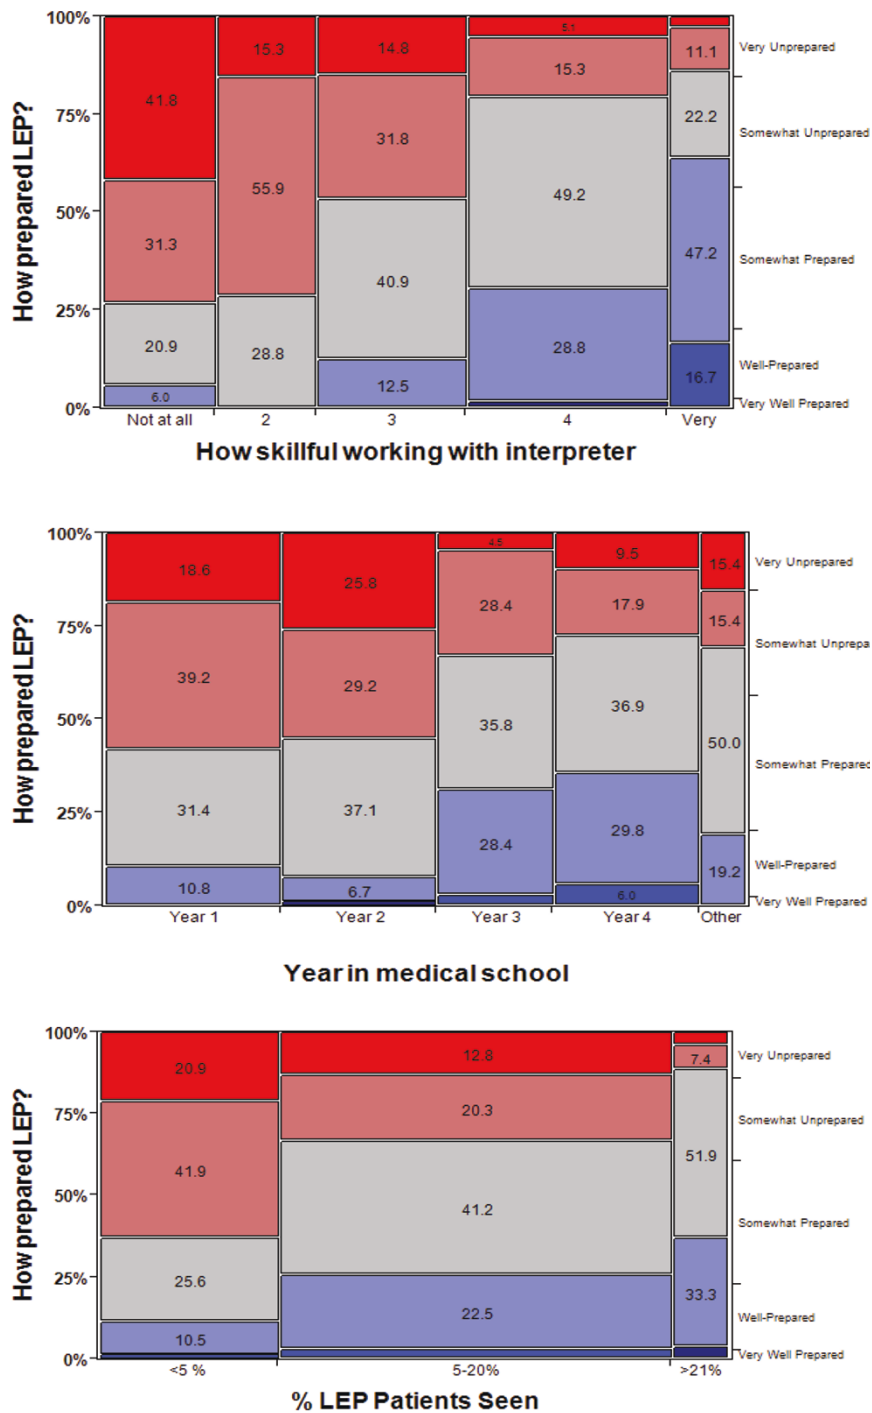 100%
75%
50%
25%
0%
How prepared LEP?
41.8
31.3
20.9
6.0
15.3
55.9
28.8
14.8
31.8
40.9
12.5
5.1
15.3
49.2
28.8
11.1
22.2
47.2
16.7
Very Unprepared
Somewhat Unprepared
Somewhat Prepared
Well-Prepared
Very Well Prepared
Not at all 2 3 4 Very
How skillful working with interpreter
100%
75%
50%
25%
0%
How prepared LEP?
18.6
39.2
31.4
10.8
25.8
29.2
37.1
6.7
4.5
28.4
35.8
28.4
9.5
17.9
36.9
29.8
6.0
15.4
15.4
50.0
19.2
Very Unprepared
Somewhat Unprepa
Somewhat Prepared
Well-Prepared
Very Well Prepared
Year 1 Year 2 Year 3 Year 4 Other
Year in medical school
100%
75%
50%
25%
0%
How prepared LEP?
20.9
41.9
25.6
10.5
12.8
20.3
41.2
22.5
7.4
51.9
33.3
Very Unprepared
Somewhat Unprepared
Somewhat Prepared
Well-Prepared
Very Well Prepared
<5 % 5-20% >21%
% LEP Patients Seen